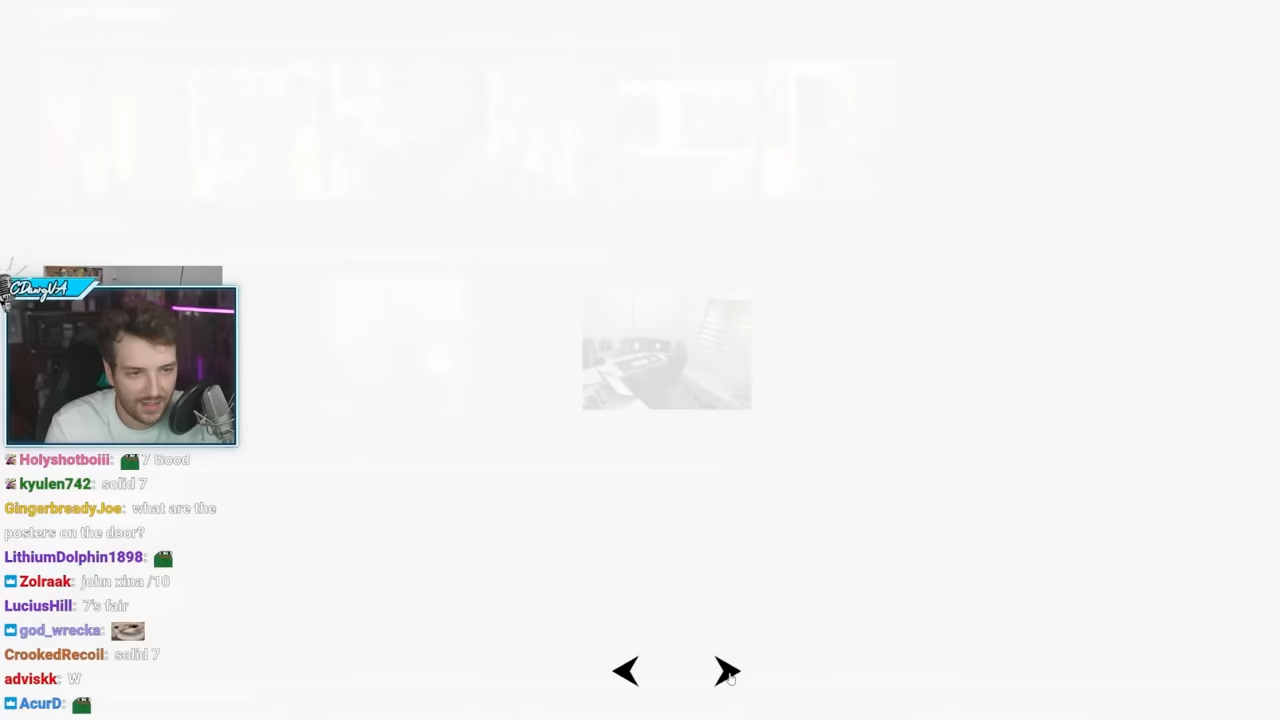 CDawgVA
Holyshotboiii: 7 Good
kyulen742: solid 7
GingerbreadyJoe: what are the
posters on the door?
LithiumDolphin1898:
Zolraak: john xina /10
LuciusHill: 7's fair
god_wrecka:
CrookedRecoil: solid 7
adviskk: W
AcurD: